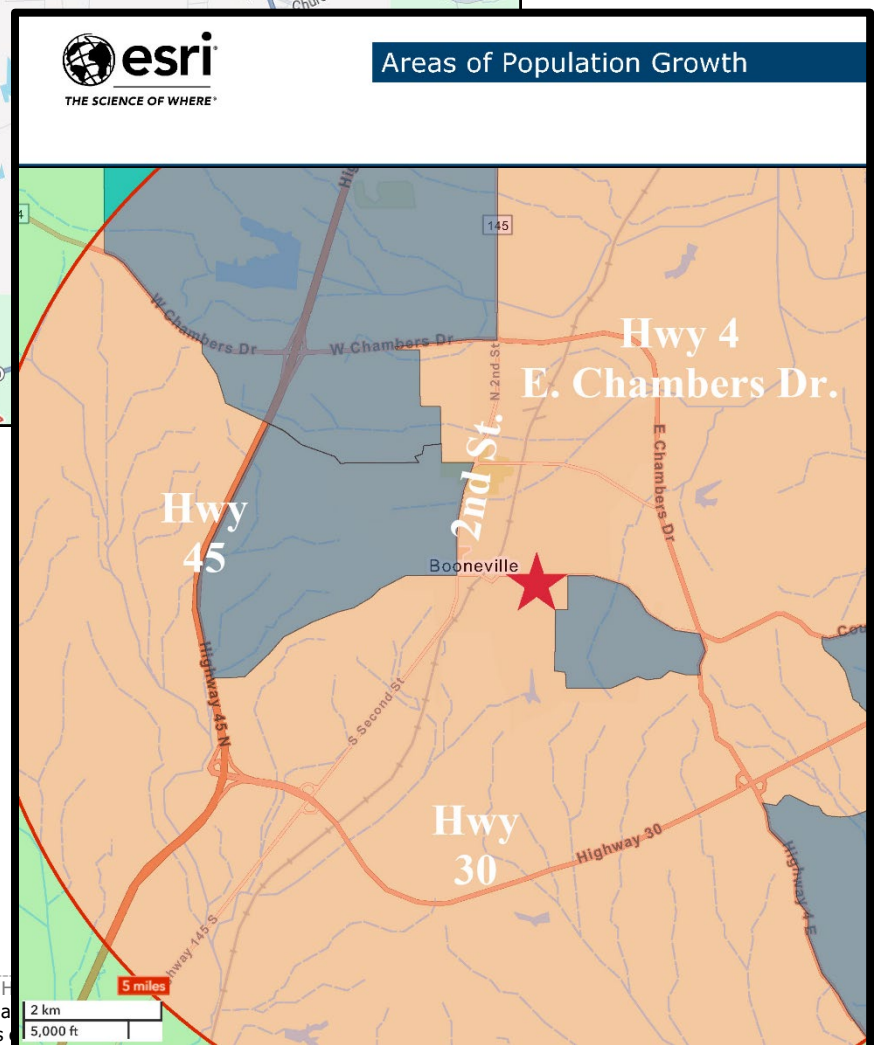 esri
THE SCIENCE OF WHERE®
Areas of Population Growth
145
W Chambers Dr
W Chambers Dr
N 2nd St
Hwy 4
E. Chambers Dr.
E Chambers Dr
2nd St.
Hwy
45
Booneville
Highway 45 N
S Second St
Hwy
30
Highway 30
Highway 4 E
5 miles
2 km
5,000 ft